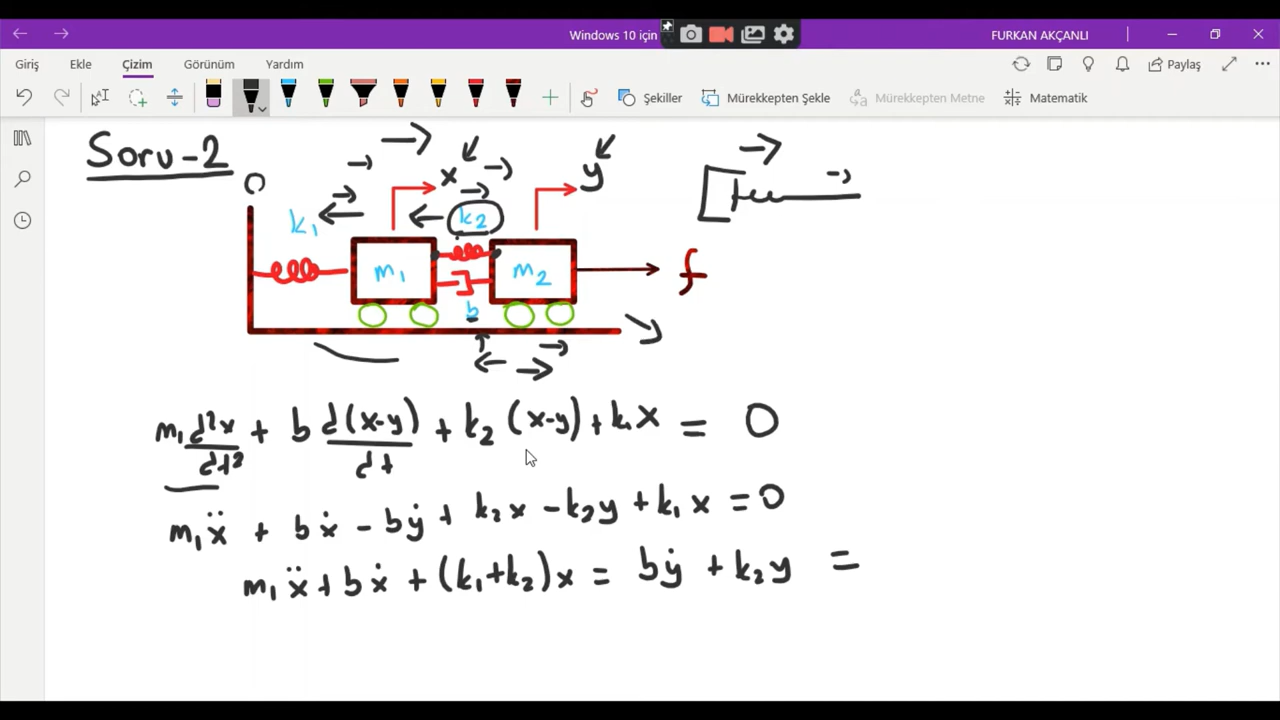 Windows 10 için
FURKAN AKÇANLI
Giriş Ekle Çizim Görünüm Yardım
Paylaş
Şekiller
Mürekkepten Şekle
Mürekkepten Metne
Matematik
Soru-2
0
x
y
k₁
k₂
m₁
m₂
b
f
m₁ d²x/dt² + b d(x-y)/dt + k₂ (x-y) + k₁x = 0
m₁ẍ + bẋ - bẏ + k₂x - k₂y + k₁x = 0
m₁ẍ + bẋ + (k₁+k₂)x = bẏ + k₂y =